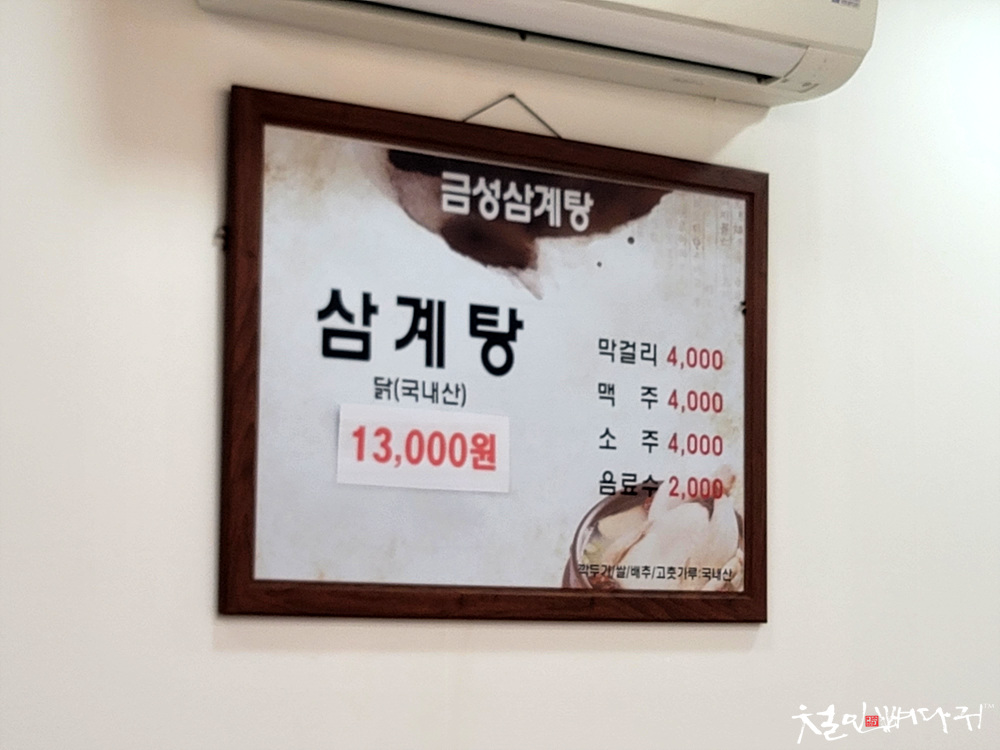 금성삼계탕
삼계탕
닭(국내산)
13,000원
막걸리 4,000
맥 주 4,000
소 주 4,000
음료수 2,000
깍두기/쌀/배추/고춧가루:국내산